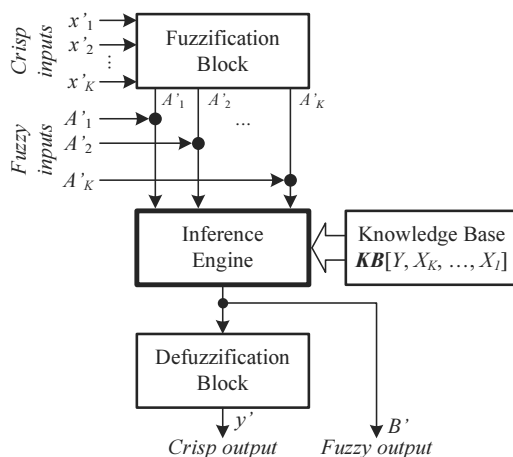 Crisp inputs
x'1
x'2
⋮
x'K
Fuzzification
Block
A'1 A'2 A'K
...
Fuzzy inputs
A'1
A'2
A'K
Inference
Engine
Knowledge Base
KB[Y, XK, …, X1]
Defuzzification
Block
y'
Crisp output
B'
Fuzzy output